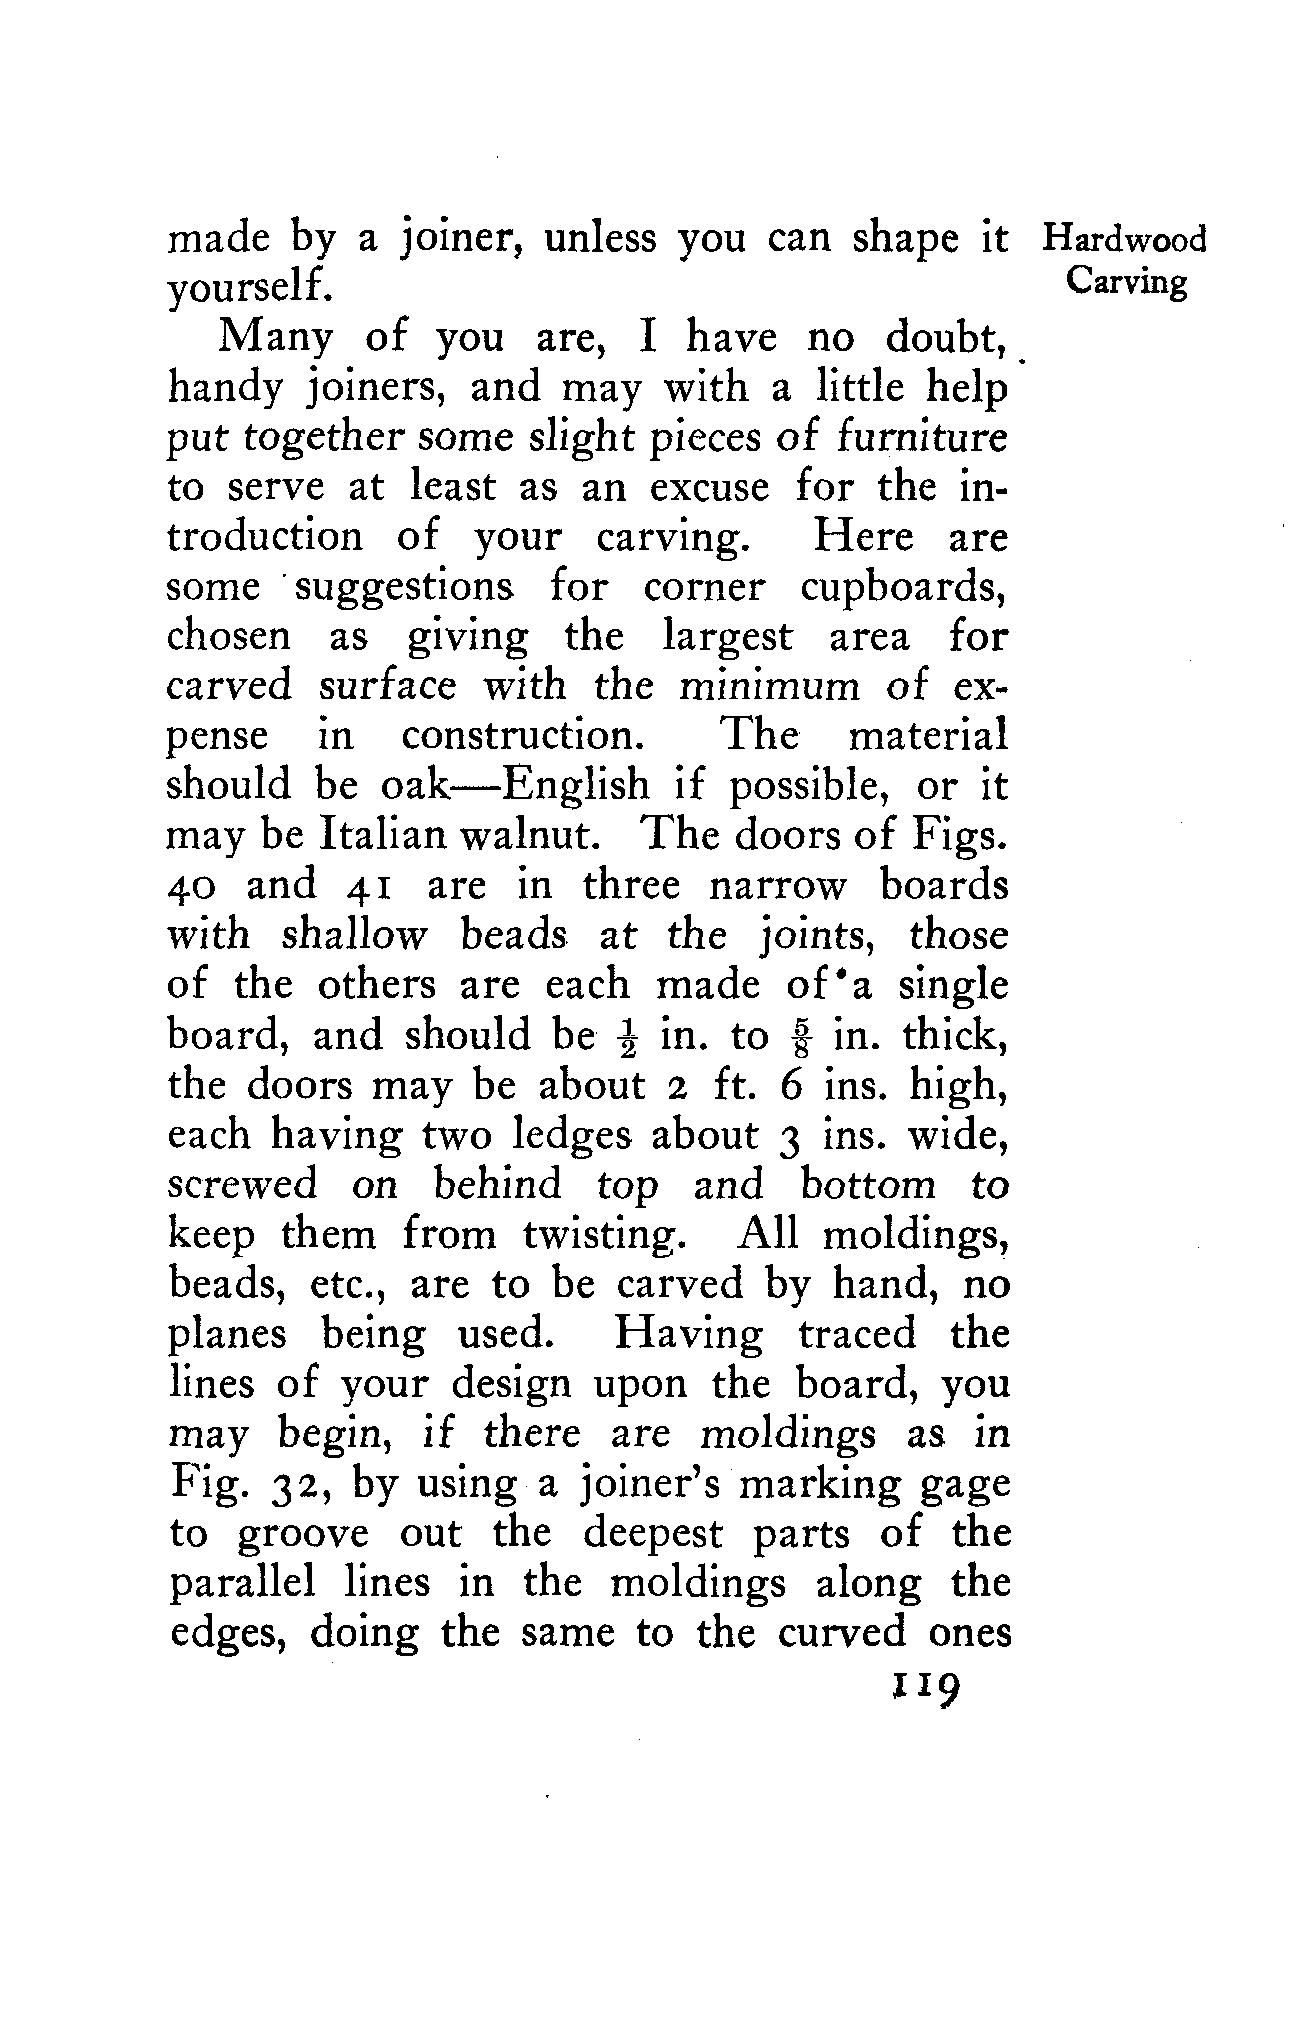 made by a joiner, unless you can shape it
yourself.
Hardwood
Carving
Many of you are, I have no doubt,
handy joiners, and may with a little help
put together some slight pieces of furniture
to serve at least as an excuse for the in-
troduction of your carving. Here are
some suggestions for corner cupboards,
chosen as giving the largest area for
carved surface with the minimum of ex-
pense in construction. The material
should be oak—English if possible, or it
may be Italian walnut. The doors of Figs.
40 and 41 are in three narrow boards
with shallow beads at the joints, those
of the others are each made of a single
board, and should be ½ in. to ⅝ in. thick,
the doors may be about 2 ft. 6 ins. high,
each having two ledges about 3 ins. wide,
screwed on behind top and bottom to
keep them from twisting. All moldings,
beads, etc., are to be carved by hand, no
planes being used. Having traced the
lines of your design upon the board, you
may begin, if there are moldings as in
Fig. 32, by using a joiner's marking gage
to groove out the deepest parts of the
parallel lines in the moldings along the
edges, doing the same to the curved ones
119